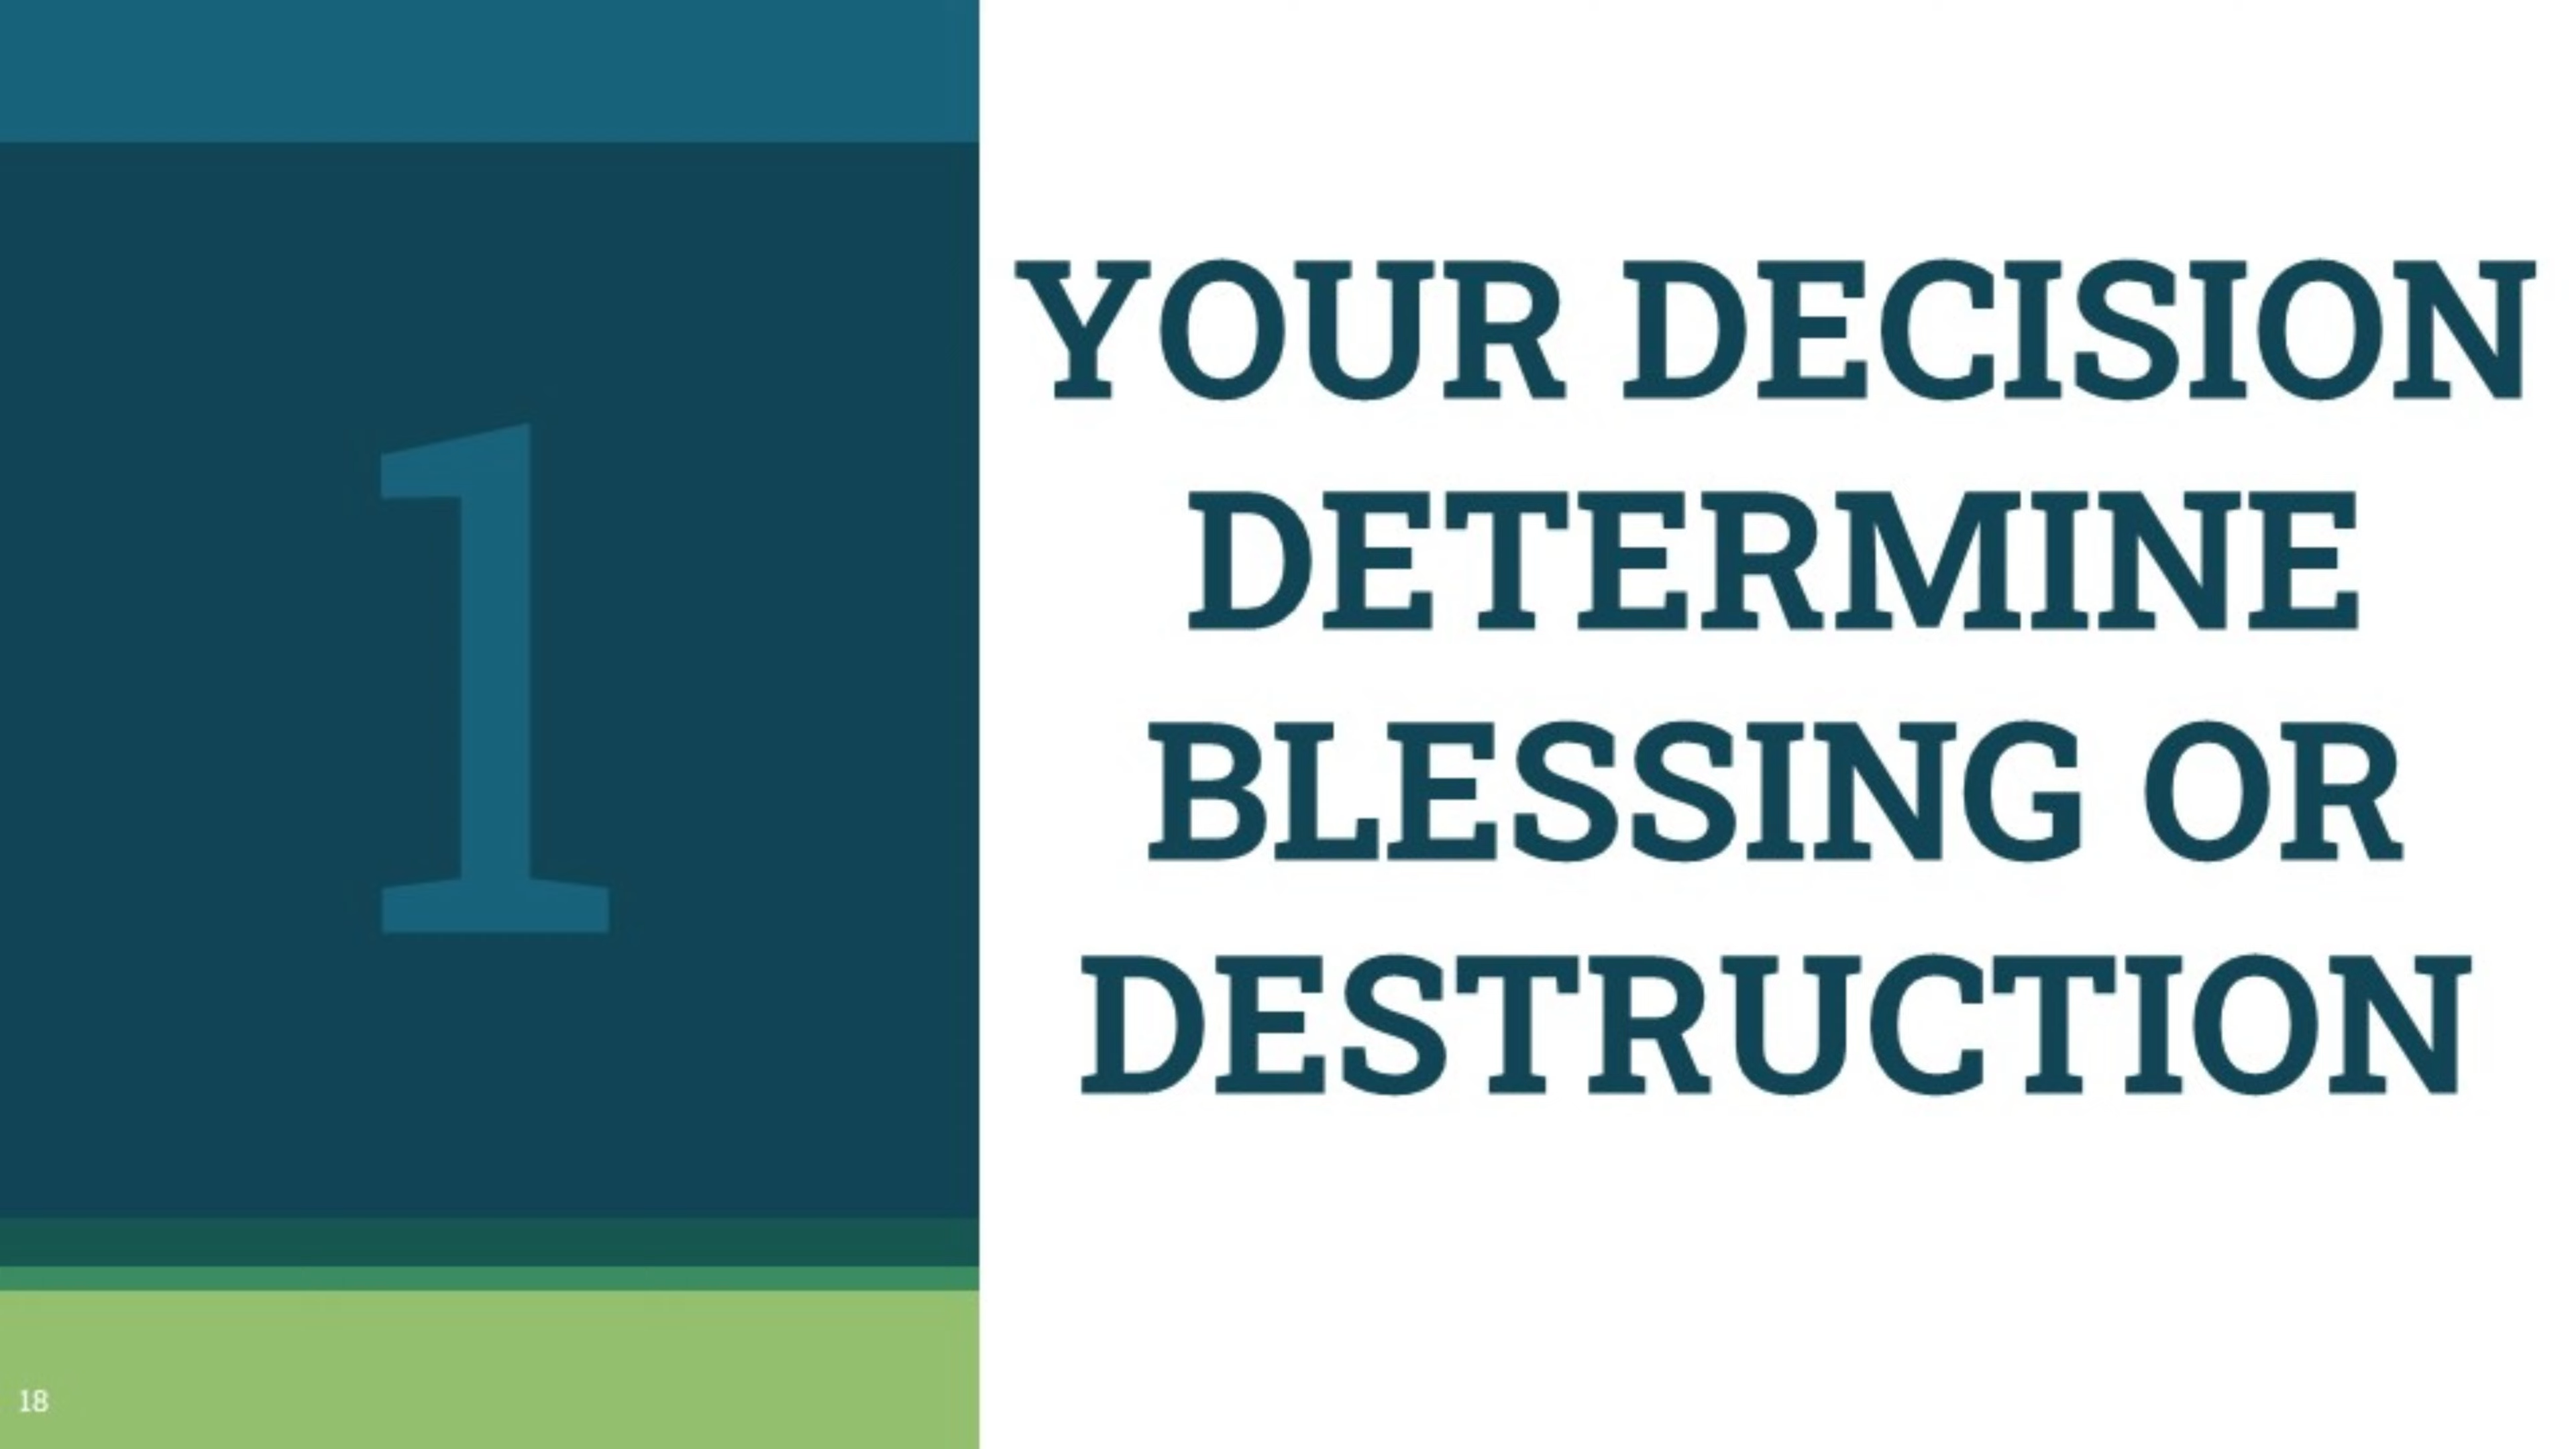 1
YOUR DECISION
DETERMINE
BLESSING OR
DESTRUCTION
18